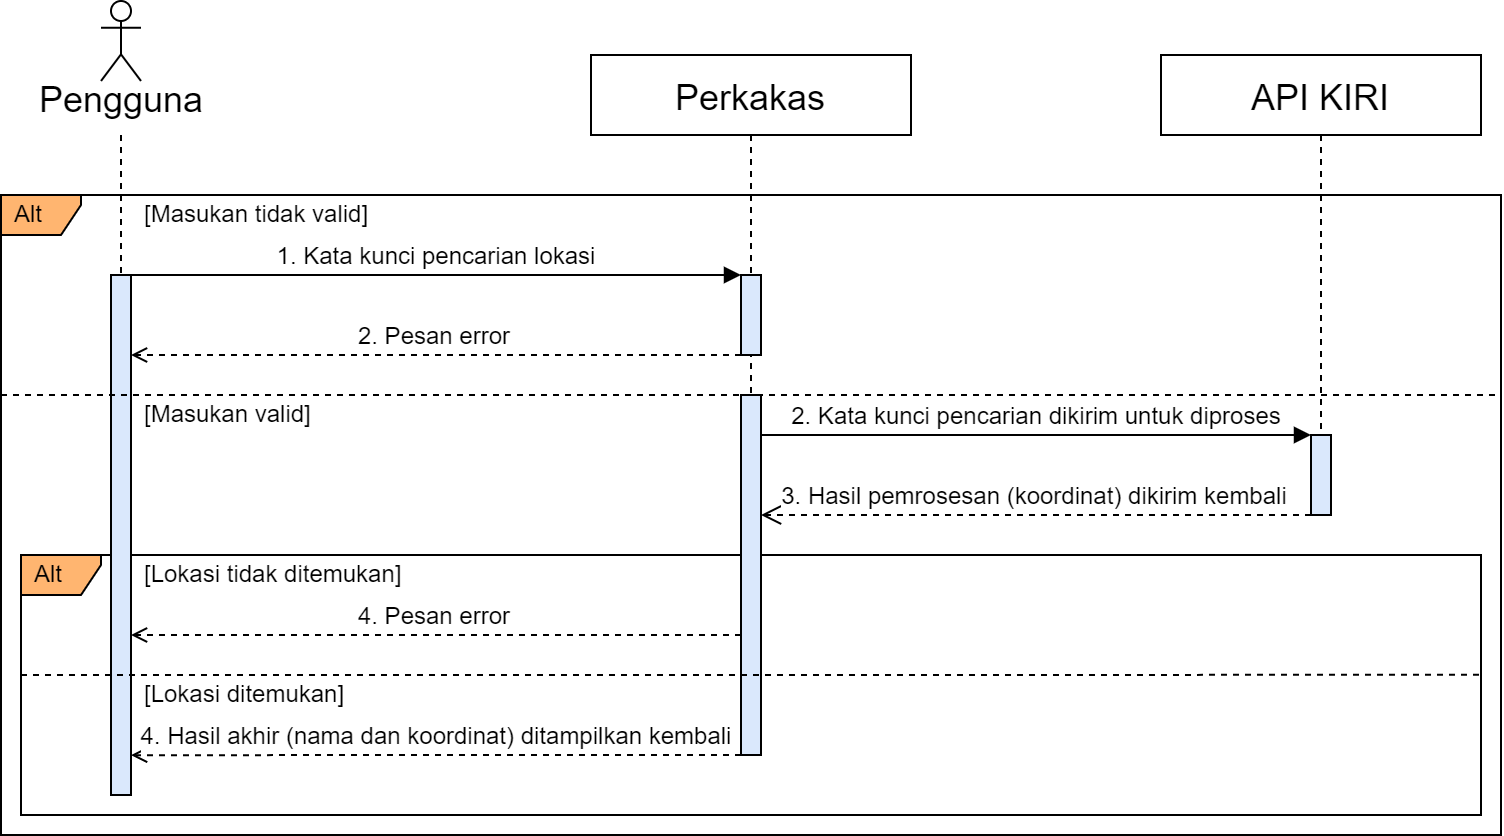 Pengguna
Perkakas
API KIRI
Alt
[Masukan tidak valid]
1. Kata kunci pencarian lokasi
2. Pesan error
[Masukan valid]
2. Kata kunci pencarian dikirim untuk diproses
3. Hasil pemrosesan (koordinat) dikirim kembali
Alt
[Lokasi tidak ditemukan]
4. Pesan error
[Lokasi ditemukan]
4. Hasil akhir (nama dan koordinat) ditampilkan kembali